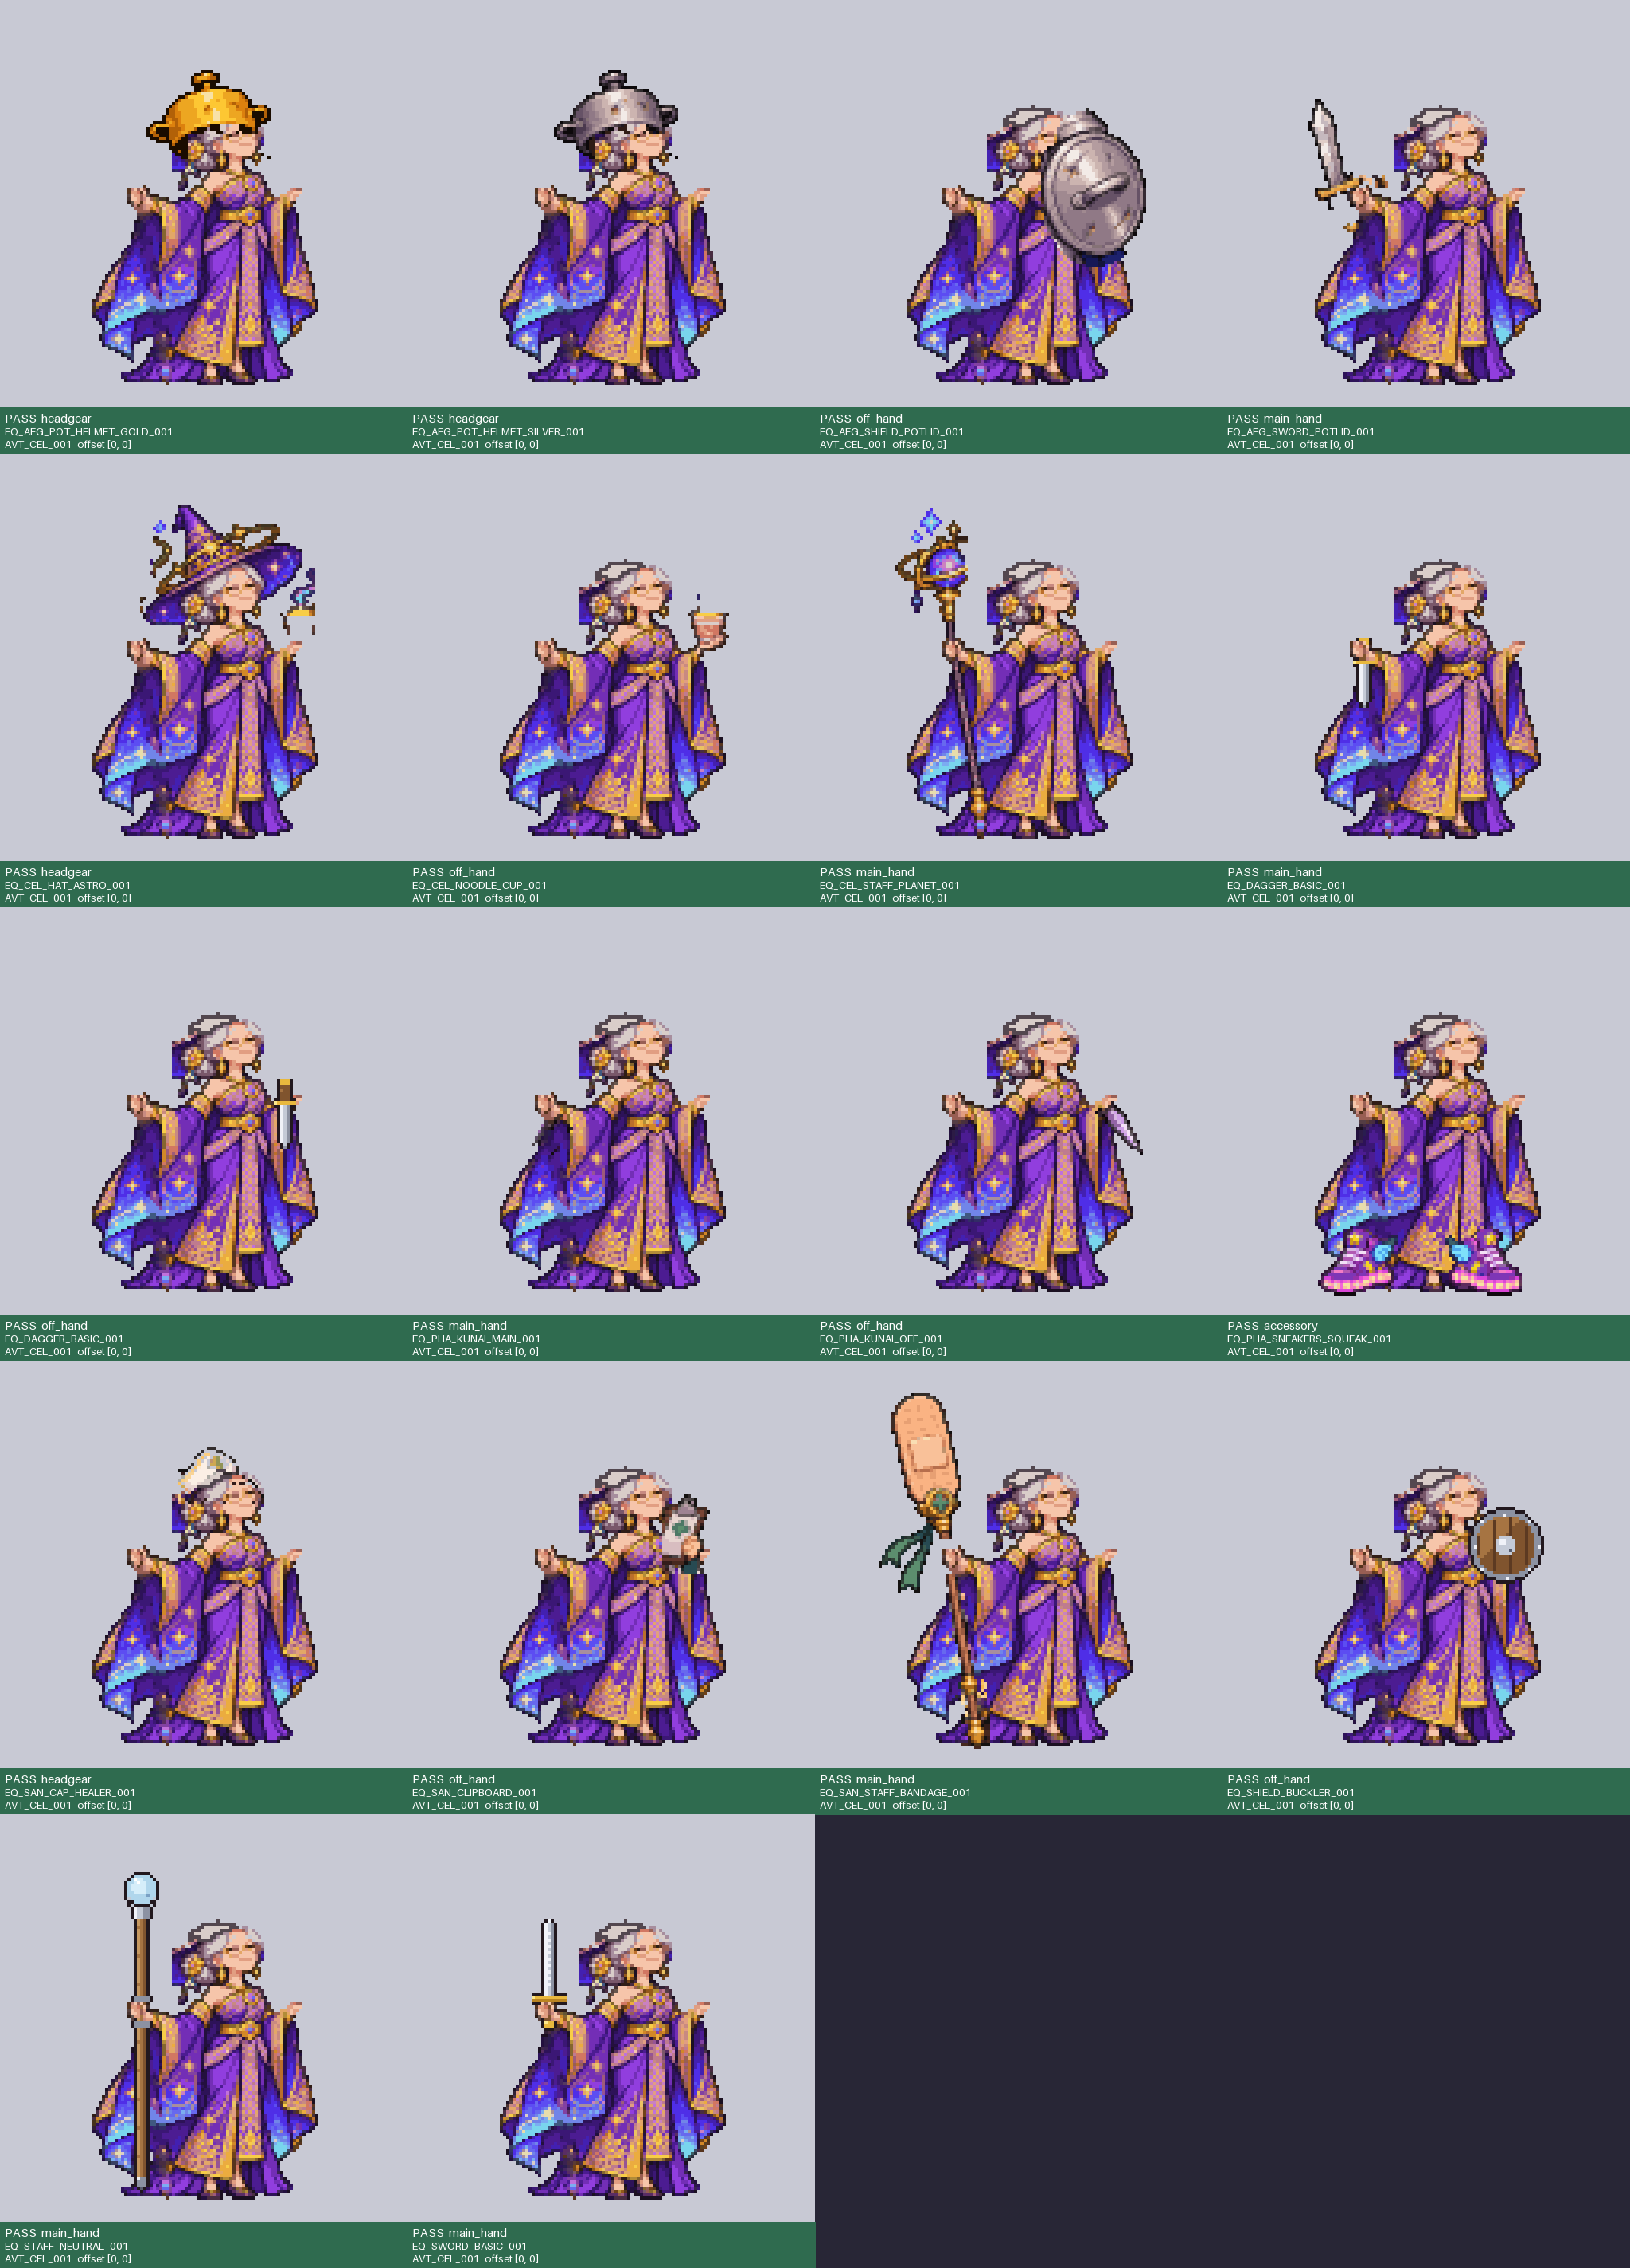 PASS headgear
EQ_AEG_POT_HELMET_GOLD_001
AVT_CEL_001 offset [0, 0]
PASS headgear
EQ_AEG_POT_HELMET_SILVER_001
AVT_CEL_001 offset [0, 0]
PASS off_hand
EQ_AEG_SHIELD_POTLID_001
AVT_CEL_001 offset [0, 0]
PASS main_hand
EQ_AEG_SWORD_POTLID_001
AVT_CEL_001 offset [0, 0]
PASS headgear
EQ_CEL_HAT_ASTRO_001
AVT_CEL_001 offset [0, 0]
PASS off_hand
EQ_CEL_NOODLE_CUP_001
AVT_CEL_001 offset [0, 0]
PASS main_hand
EQ_CEL_STAFF_PLANET_001
AVT_CEL_001 offset [0, 0]
PASS main_hand
EQ_DAGGER_BASIC_001
AVT_CEL_001 offset [0, 0]
PASS off_hand
EQ_DAGGER_BASIC_001
AVT_CEL_001 offset [0, 0]
PASS main_hand
EQ_PHA_KUNAI_MAIN_001
AVT_CEL_001 offset [0, 0]
PASS off_hand
EQ_PHA_KUNAI_OFF_001
AVT_CEL_001 offset [0, 0]
PASS accessory
EQ_PHA_SNEAKERS_SQUEAK_001
AVT_CEL_001 offset [0, 0]
PASS headgear
EQ_SAN_CAP_HEALER_001
AVT_CEL_001 offset [0, 0]
PASS off_hand
EQ_SAN_CLIPBOARD_001
AVT_CEL_001 offset [0, 0]
PASS main_hand
EQ_SAN_STAFF_BANDAGE_001
AVT_CEL_001 offset [0, 0]
PASS off_hand
EQ_SHIELD_BUCKLER_001
AVT_CEL_001 offset [0, 0]
PASS main_hand
EQ_STAFF_NEUTRAL_001
AVT_CEL_001 offset [0, 0]
PASS main_hand
EQ_SWORD_BASIC_001
AVT_CEL_001 offset [0, 0]